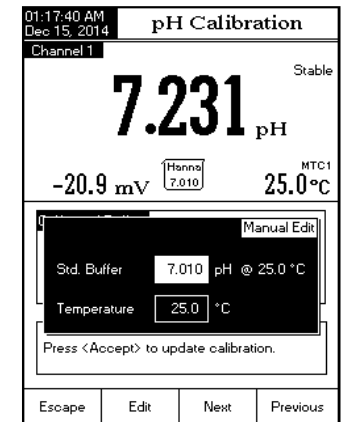 01:17:40 AM
Dec 15, 2014
pH Calibration
Channel 1
Stable
7.231 pH
-20.9 mV
Hanna
7.010
MTC1
25.0°C
Manual Edit
Std. Buffer 7.010 pH @ 25.0 °C
Temperature 25.0 °C
Press <Accept> to update calibration.
Escape Edit Next Previous